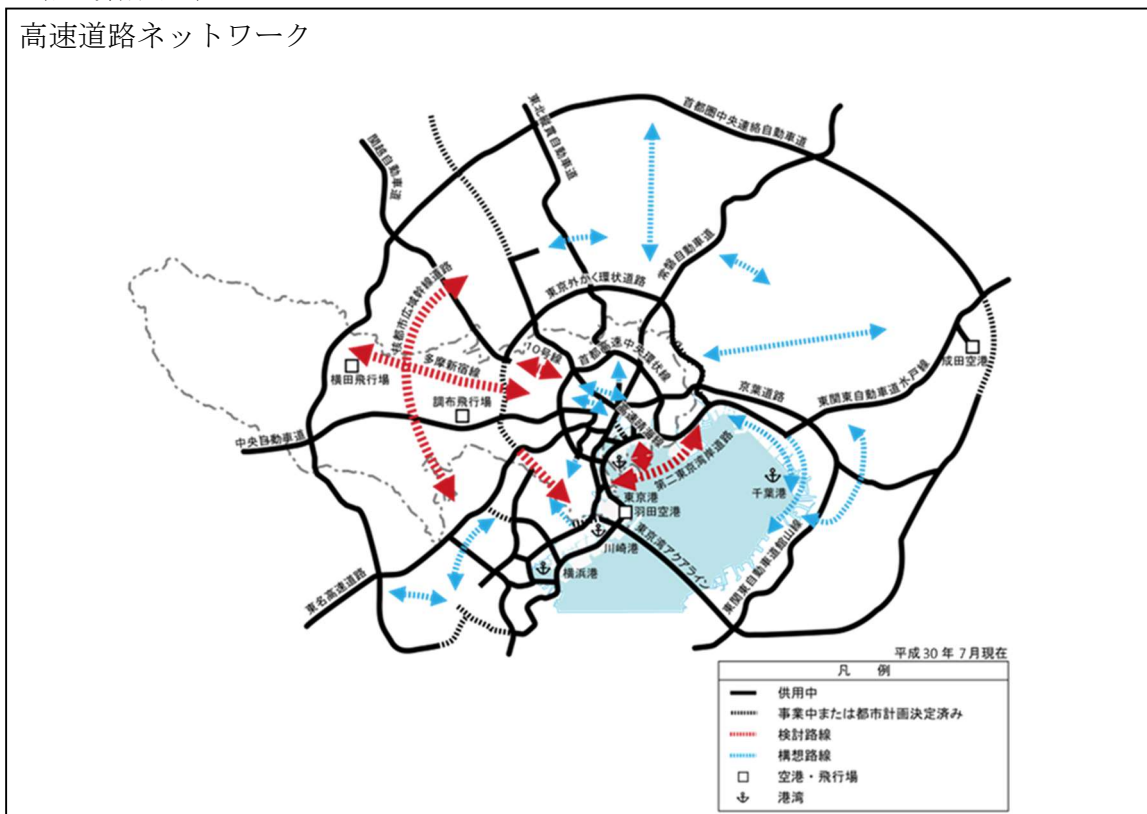 高速道路ネットワーク
首都圏中央連絡自動車道
東北縦貫自動車道
関越自動車道
常磐自動車道
東京外かく環状道路
核都市広域幹線道路
多摩新宿線
10号線
首都高速中央環状線
横田飛行場
調布飛行場
中央自動車道
高速晴海線
京葉道路
東関東自動車道水戸線
成田空港
第二東京湾岸道路
東京港
羽田空港
千葉港
川崎港
横浜港
東京湾アクアライン
東関東自動車道館山線
東名高速道路
平成30年7月現在
凡 例
供用中
事業中または都市計画決定済み
検討路線
構想路線
空港・飛行場
港湾